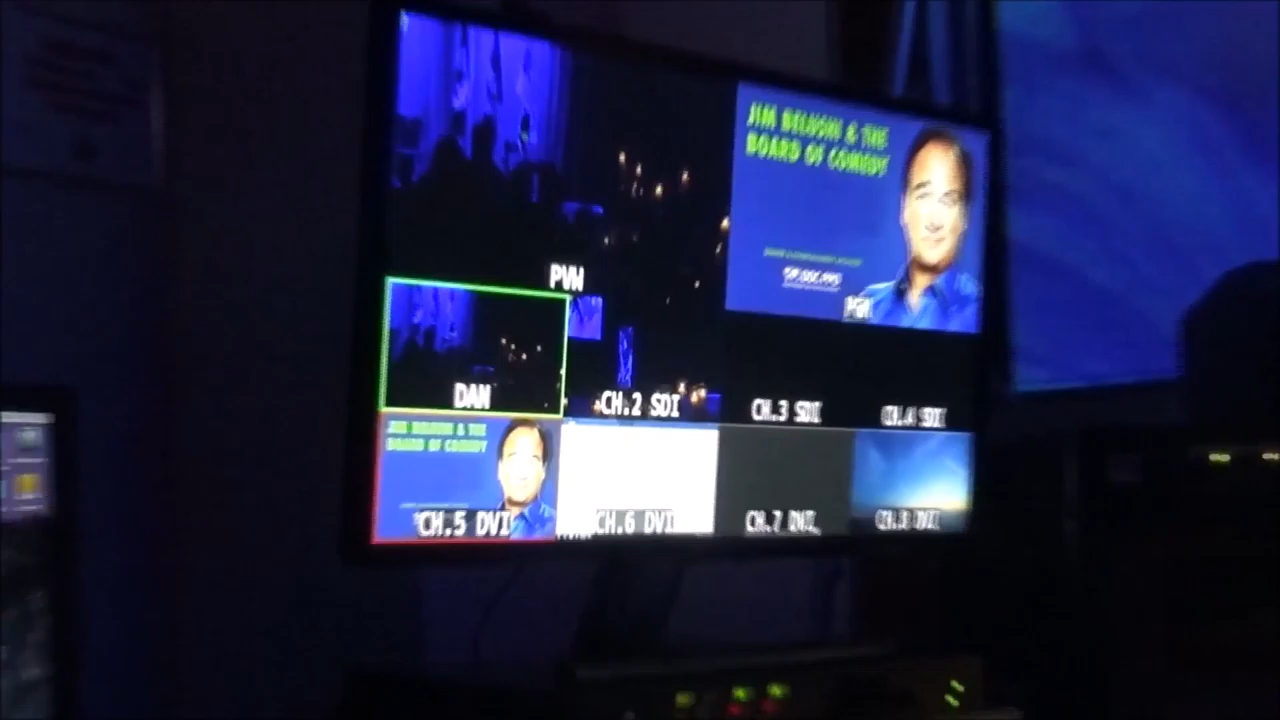 JIM BELUSHI & THE
BOARD OF COMEDY
PVW
PGM
DAN
CH.2 SDI
CH.3 SDI
CH.4 SDI
JIM BELUSHI & THE
BOARD OF COMEDY
CH.5 DVI
CH.6 DVI
CH.7 DVI
CH.8 DVI